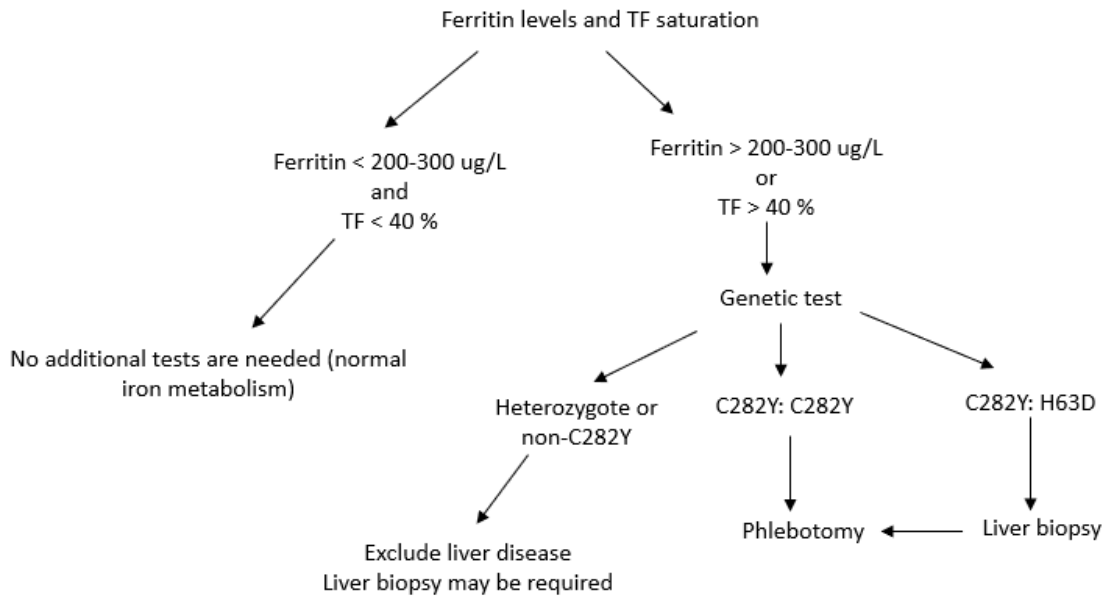 Ferritin levels and TF saturation
Ferritin < 200-300 ug/L
and
TF < 40 %
Ferritin > 200-300 ug/L
or
TF > 40 %
Genetic test
No additional tests are needed (normal
iron metabolism)
Heterozygote or
non-C282Y
C282Y: C282Y
C282Y: H63D
Exclude liver disease
Liver biopsy may be required
Phlebotomy
Liver biopsy